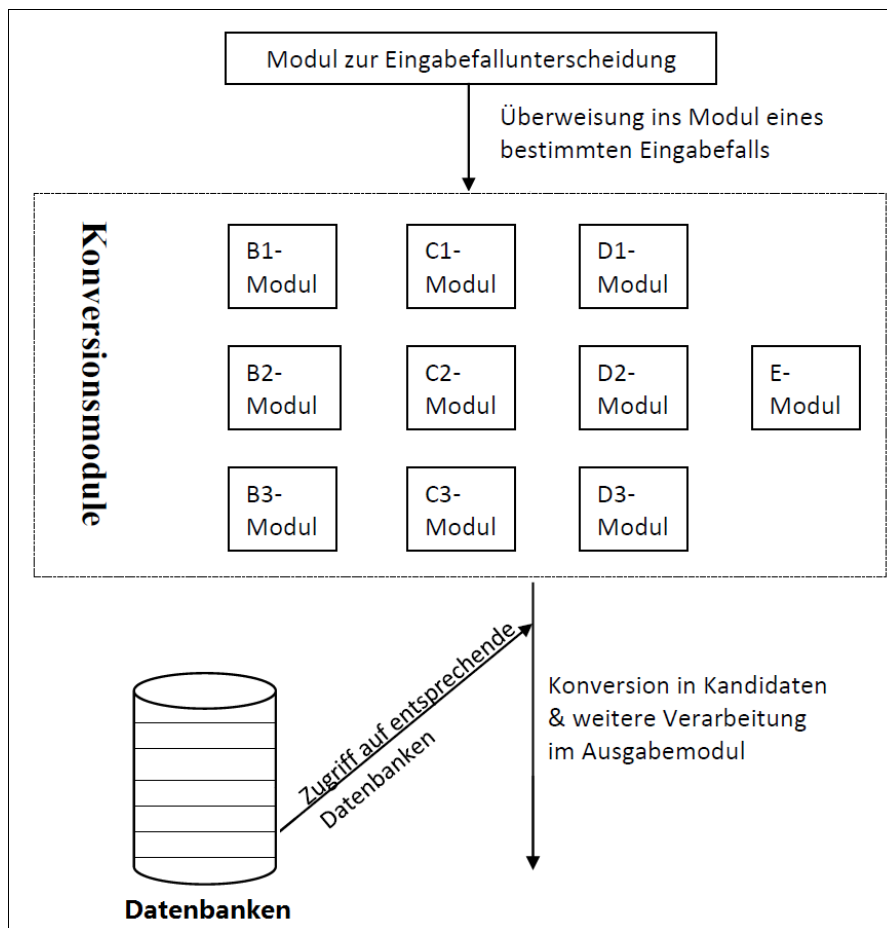 Modul zur Eingabefallunterscheidung
Überweisung ins Modul eines
bestimmten Eingabefalls
Konversionsmodule
B1-
Modul
C1-
Modul
D1-
Modul
B2-
Modul
C2-
Modul
D2-
Modul
E-
Modul
B3-
Modul
C3-
Modul
D3-
Modul
Zugriff auf entsprechende
Datenbanken
Konversion in Kandidaten
& weitere Verarbeitung
im Ausgabemodul
Datenbanken